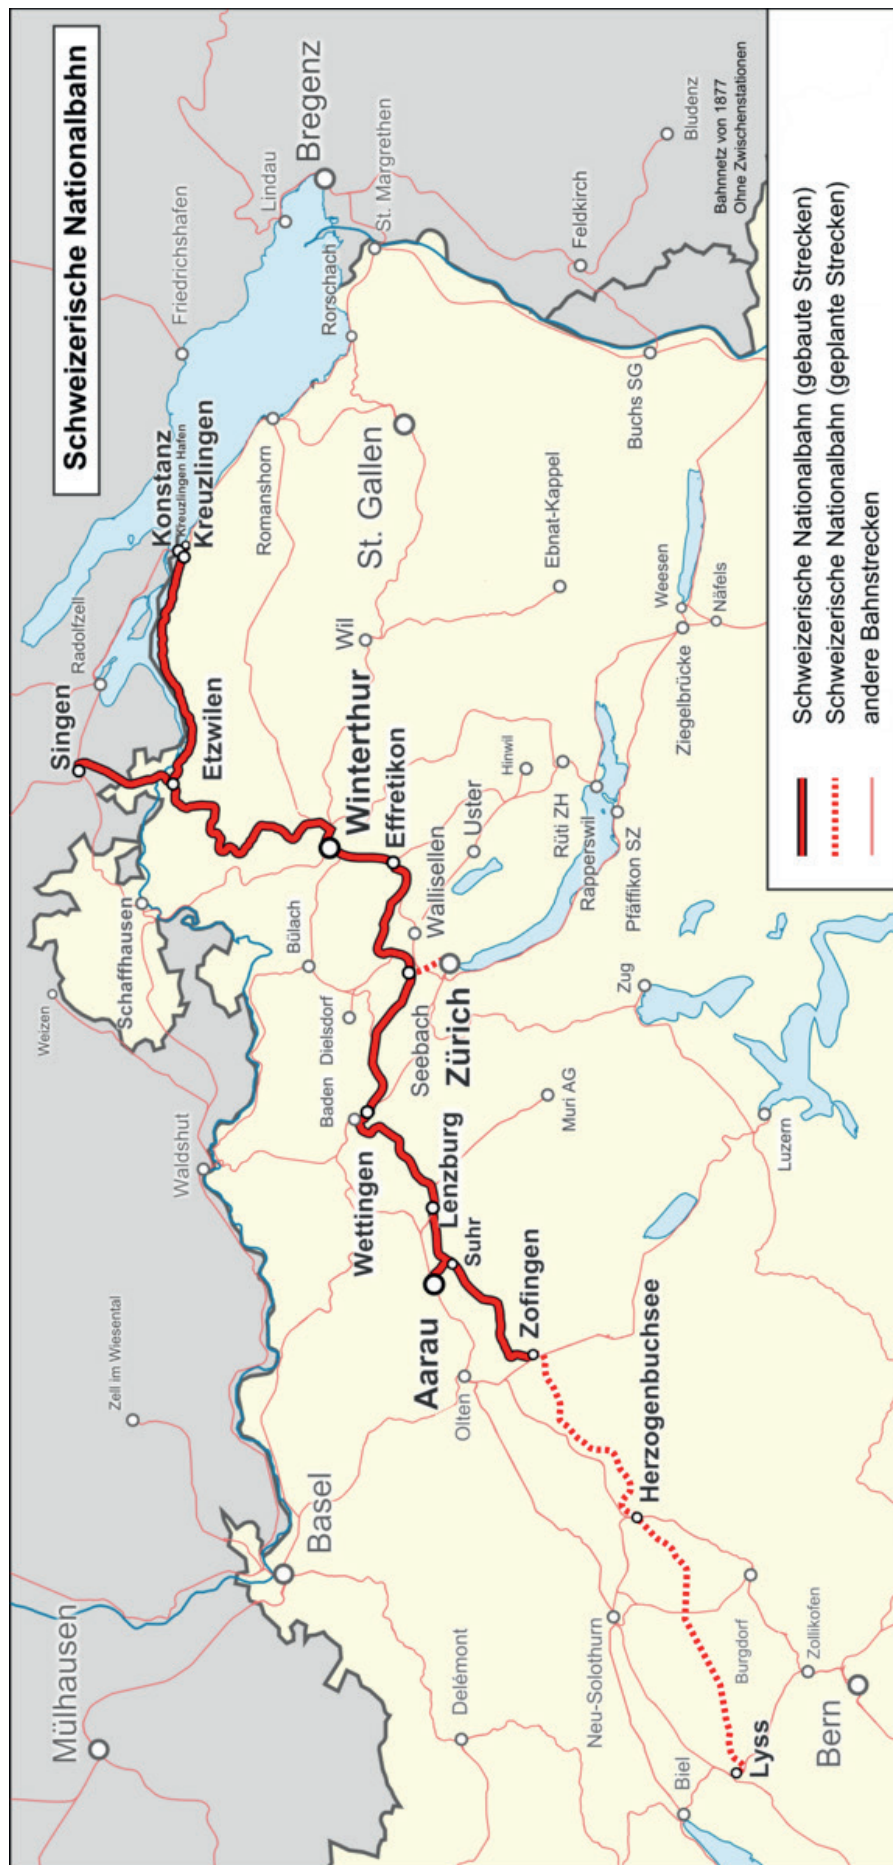 Schweizerische Nationalbahn
Mülhausen
Zell im Wiesental
Waldshut
Weizen
Schaffhausen
Singen
Radolfzell
Konstanz
Kreuzlingen Hafen
Kreuzlingen
Friedrichshafen
Lindau
Bregenz
St. Margrethen
Rorschach
Romanshorn
St. Gallen
Etzwilen
Wil
Winterthur
Effretikon
Wallisellen
Uster
Hinwil
Rüti ZH
Rapperswil
Pfäffikon SZ
Ebnat-Kappel
Weesen
Näfels
Ziegelbrücke
Buchs SG
Feldkirch
Bludenz
Bahnnetz von 1877
Ohne Zwischenstationen
Bülach
Dielsdorf
Baden
Seebach
Zürich
Zug
Muri AG
Luzern
Wettingen
Lenzburg
Suhr
Aarau
Olten
Zofingen
Basel
Delémont
Herzogenbuchsee
Neu-Solothurn
Burgdorf
Zollikofen
Biel
Lyss
Bern
Schweizerische Nationalbahn (gebaute Strecken)
Schweizerische Nationalbahn (geplante Strecken)
andere Bahnstrecken